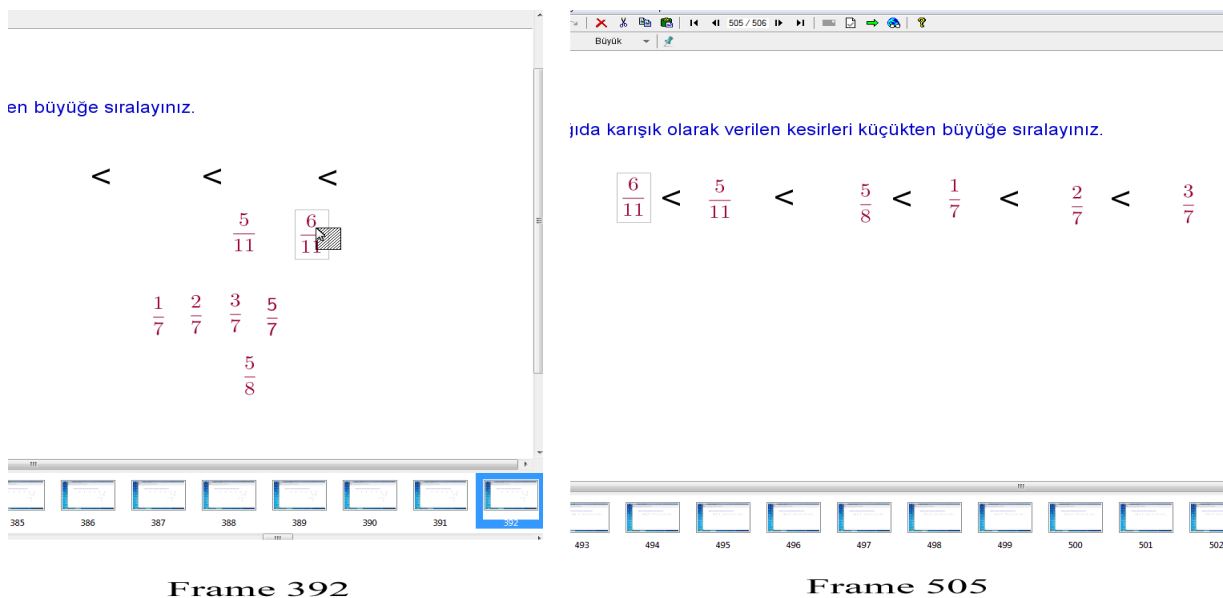 505 / 506
Büyük
en büyüğe sıralayınız.
< < <
5/11 6/11
1/7 2/7 3/7 5/7
5/8
385 386 387 388 389 390 391 392
Frame 392
ğıda karışık olarak verilen kesirleri küçükten büyüğe sıralayınız.
6/11 < 5/11 < 5/8 < 1/7 < 2/7 < 3/7
493 494 495 496 497 498 499 500 501 502
Frame 505